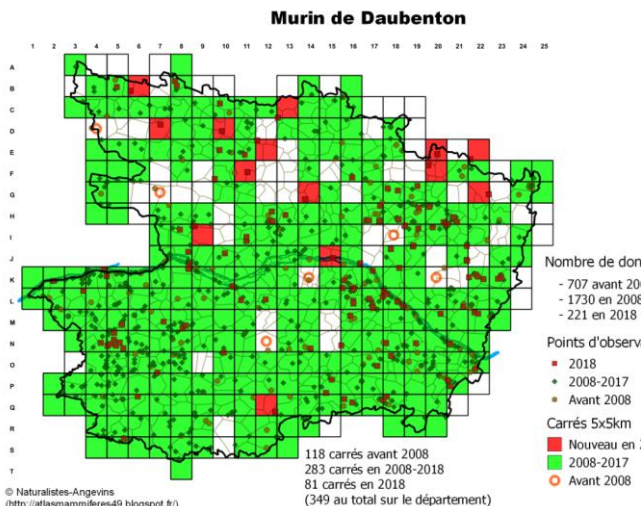 Murin de Daubenton
1 2 3 4 5 6 7 8 9 10 11 12 13 14 15 16 17 18 19 20 21 22 23 24 25
A
B
C
D
E
F
G
H
I
J
K
L
M
N
O
P
Q
R
S
T
Nombre de don
- 707 avant 200
- 1730 en 2008
- 221 en 2018
Points d'observa
2018
2008-2017
Avant 2008
Carrés 5x5km
Nouveau en 2
2008-2017
Avant 2008
118 carrés avant 2008
283 carrés en 2008-2018
81 carrés en 2018
(349 au total sur le département)
© Naturalistes-Angevins
(http://atlasmammiferes49.blogspot.fr/)